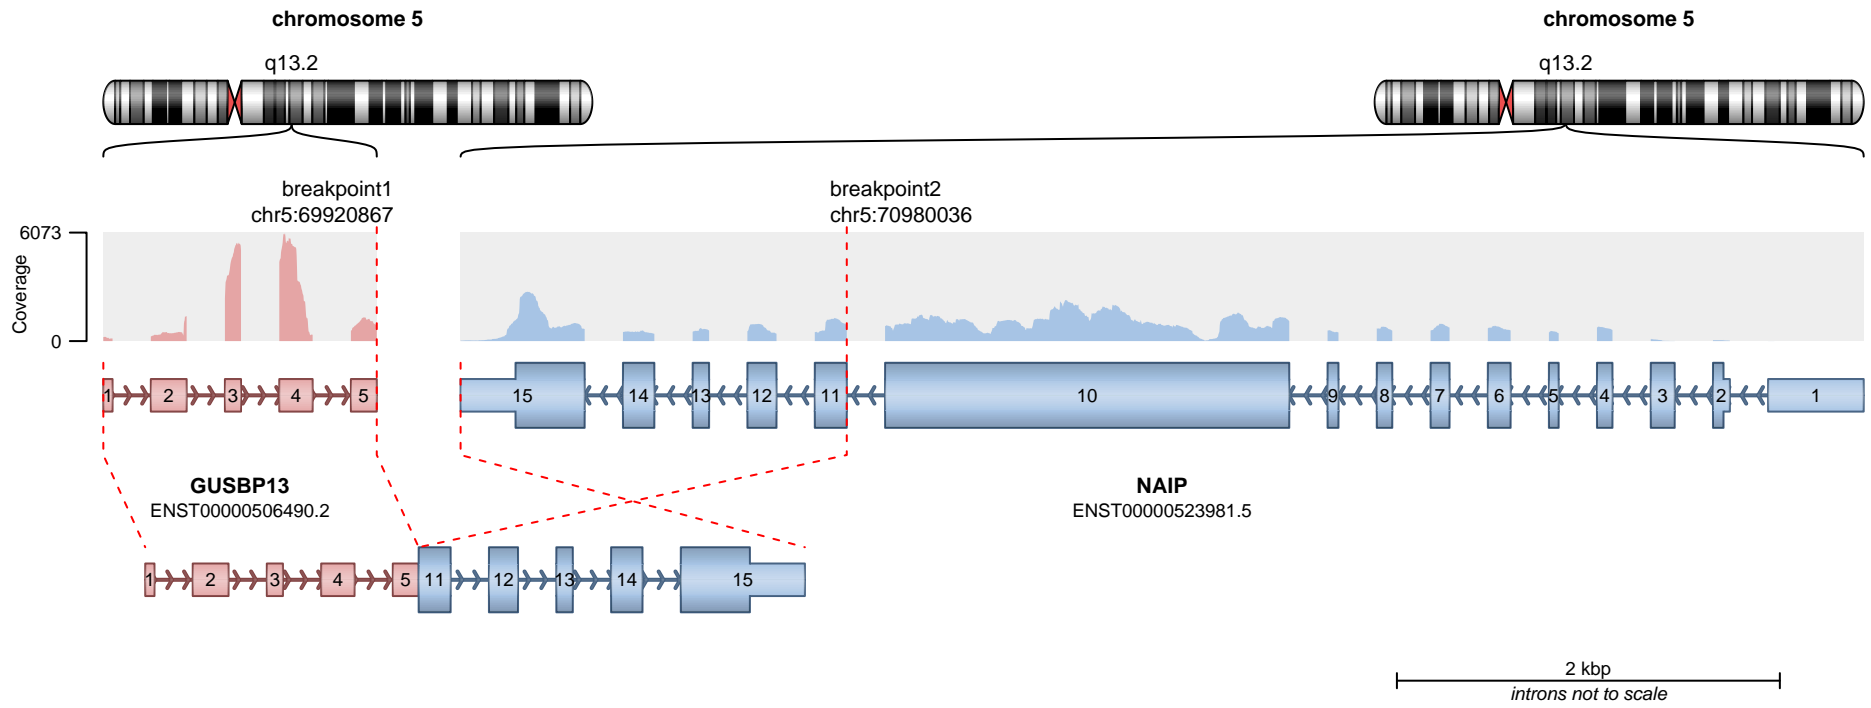 chromosome 5
chromosome 5
q13.2
q13.2
breakpoint1
chr5:69920867
breakpoint2
chr5:70980036
6073
Coverage
0
1 2 3 4 5 15 14 13 12 11 10 9 8 7 6 5 4 3 2 1
GUSBP13
ENST00000506490.2
NAIP
ENST00000523981.5
1 2 3 4 5 11 12 13 14 15
2 kbp
introns not to scale